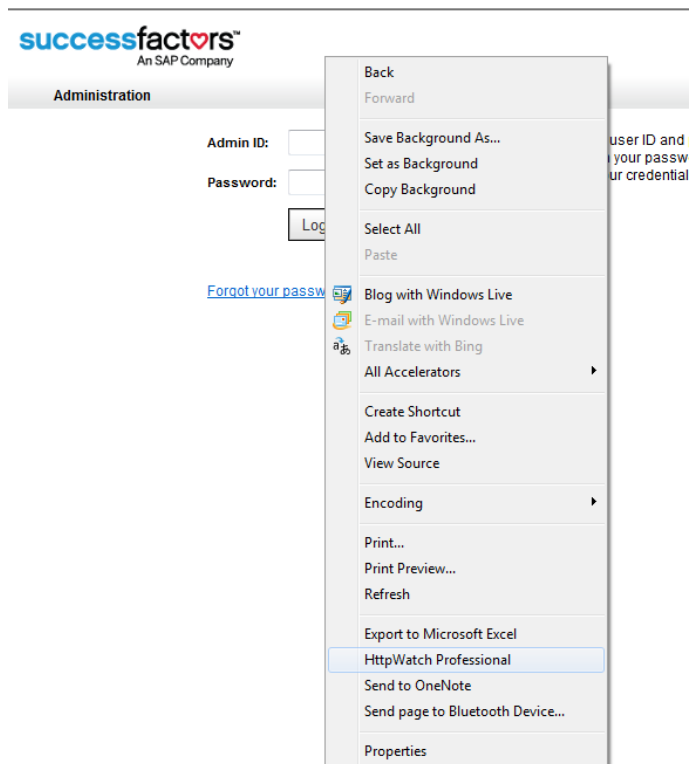 successfactors™
An SAP Company
Administration
Admin ID:
Password:
Log
Forgot your passw
user ID and
your passw
ur credential
Back
Forward
Save Background As...
Set as Background
Copy Background
Select All
Paste
Blog with Windows Live
E-mail with Windows Live
Translate with Bing
All Accelerators
Create Shortcut
Add to Favorites...
View Source
Encoding
Print...
Print Preview...
Refresh
Export to Microsoft Excel
HttpWatch Professional
Send to OneNote
Send page to Bluetooth Device...
Properties